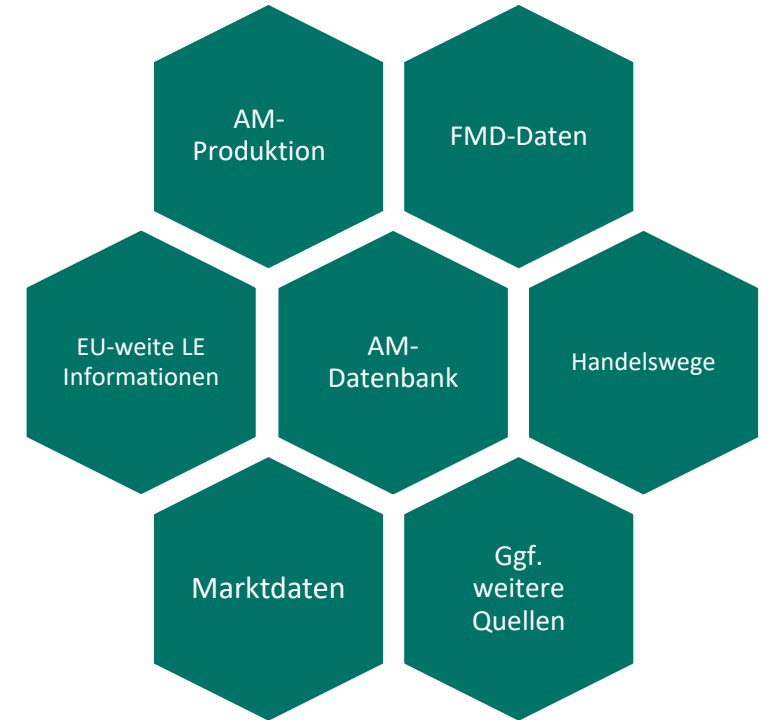 AM-
Produktion
FMD-Daten
EU-weite LE
Informationen
AM-
Datenbank
Handelswege
Marktdaten
Ggf.
weitere
Quellen